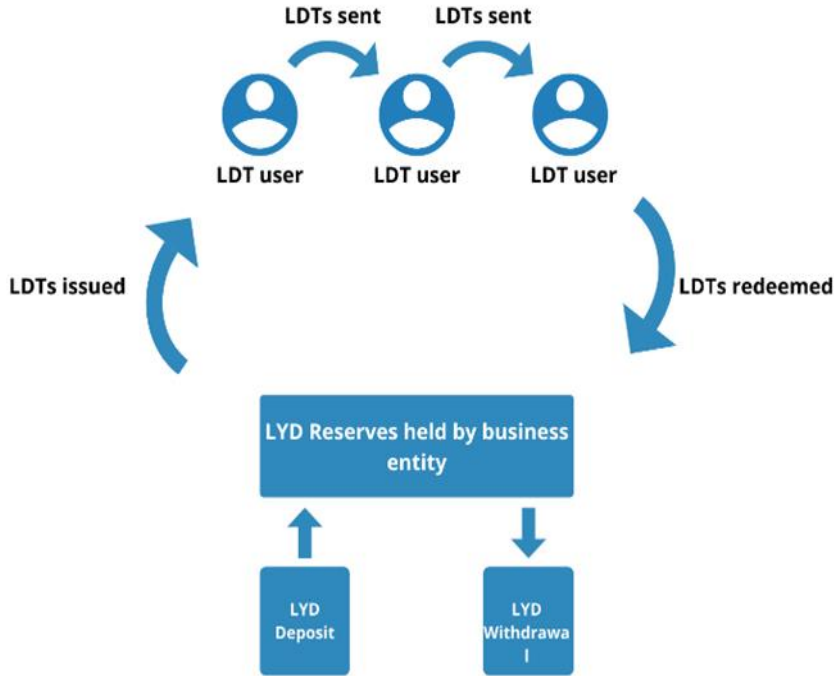 LDTs sent
LDTs sent
LDT user
LDT user
LDT user
LDTs issued
LDTs redeemed
LYD Reserves held by business
entity
LYD
Deposit
LYD
Withdrawa
l